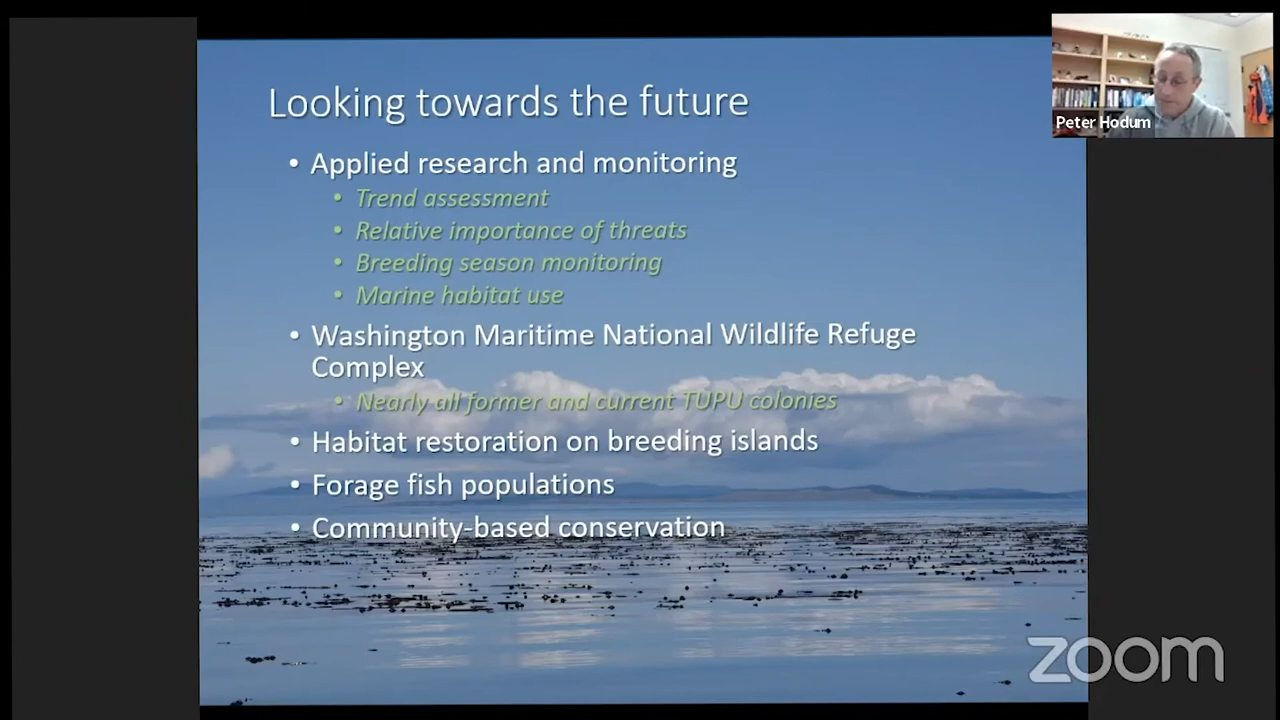 Looking towards the future
• Applied research and monitoring
• Trend assessment
• Relative importance of threats
• Breeding season monitoring
• Marine habitat use
• Washington Maritime National Wildlife Refuge
Complex
• Nearly all former and current TUPU colonies
• Habitat restoration on breeding islands
• Forage fish populations
• Community-based conservation
Peter Hodum
zoom